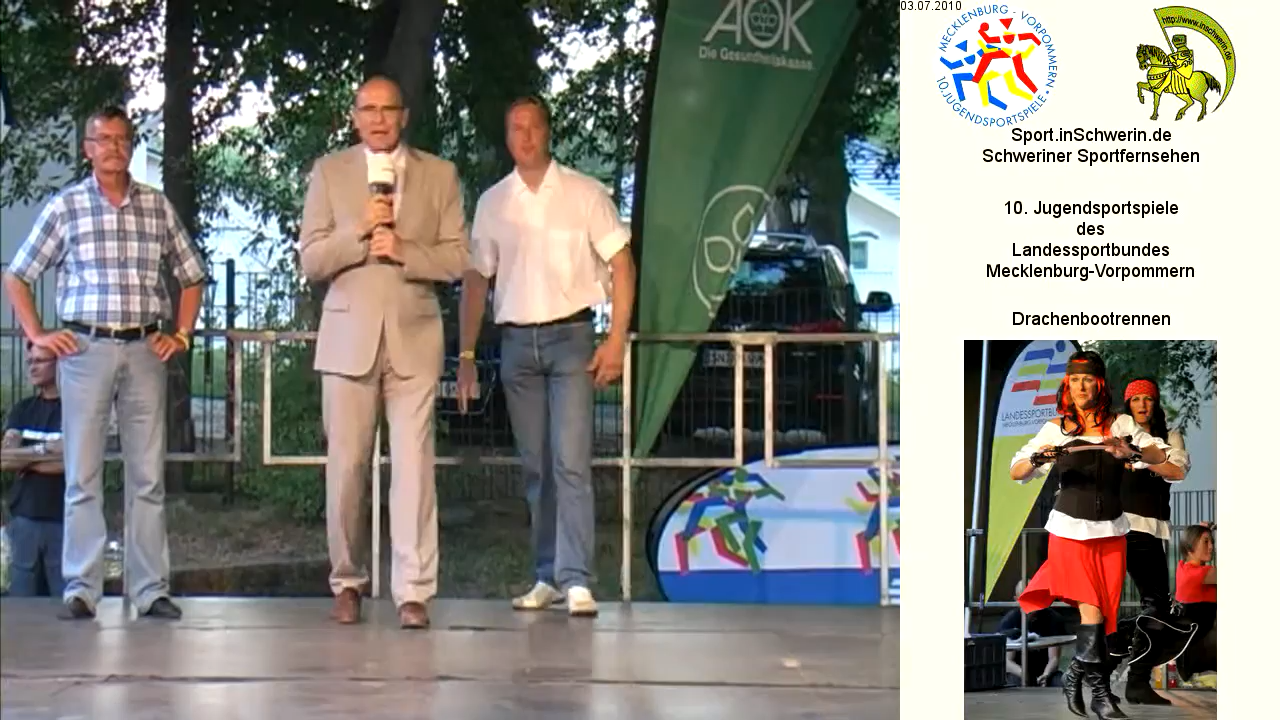 AOK
Die Gesundheitskasse
03.07.2010
MECKLENBURG - VORPOMMERN
10. JUGENDSPORTSPIELE
http://www.inschwerin.de
Sport.inSchwerin.de
Schweriner Sportfernsehen
10. Jugendsportspiele
des
Landessportbundes
Mecklenburg-Vorpommern
Drachenbootrennen